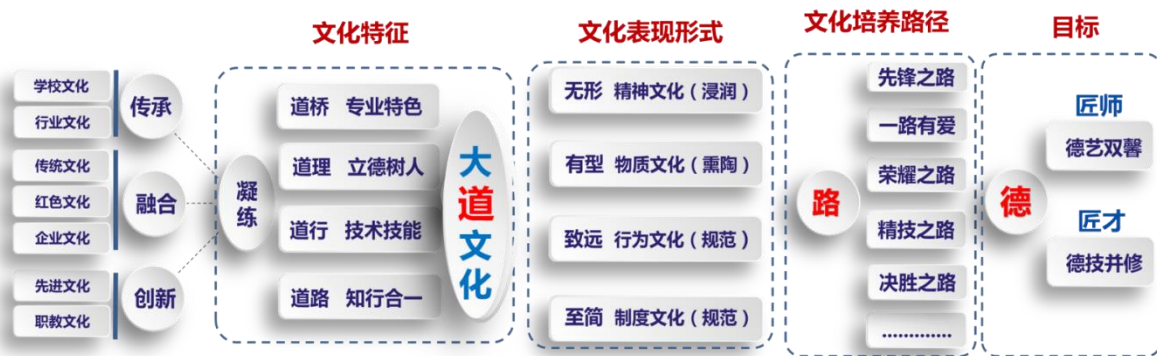 文化特征
文化表现形式
文化培养路径
目标
学校文化
行业文化
传统文化
红色文化
企业文化
先进文化
职教文化
传承
融合
创新
凝练
道桥 专业特色
道理 立德树人
道行 技术技能
道路 知行合一
大道文化
无形 精神文化（浸润）
有型 物质文化（熏陶）
致远 行为文化（规范）
至简 制度文化（规范）
路
先锋之路
一路有爱
荣耀之路
精技之路
决胜之路
.............
德
匠师
德艺双馨
匠才
德技并修